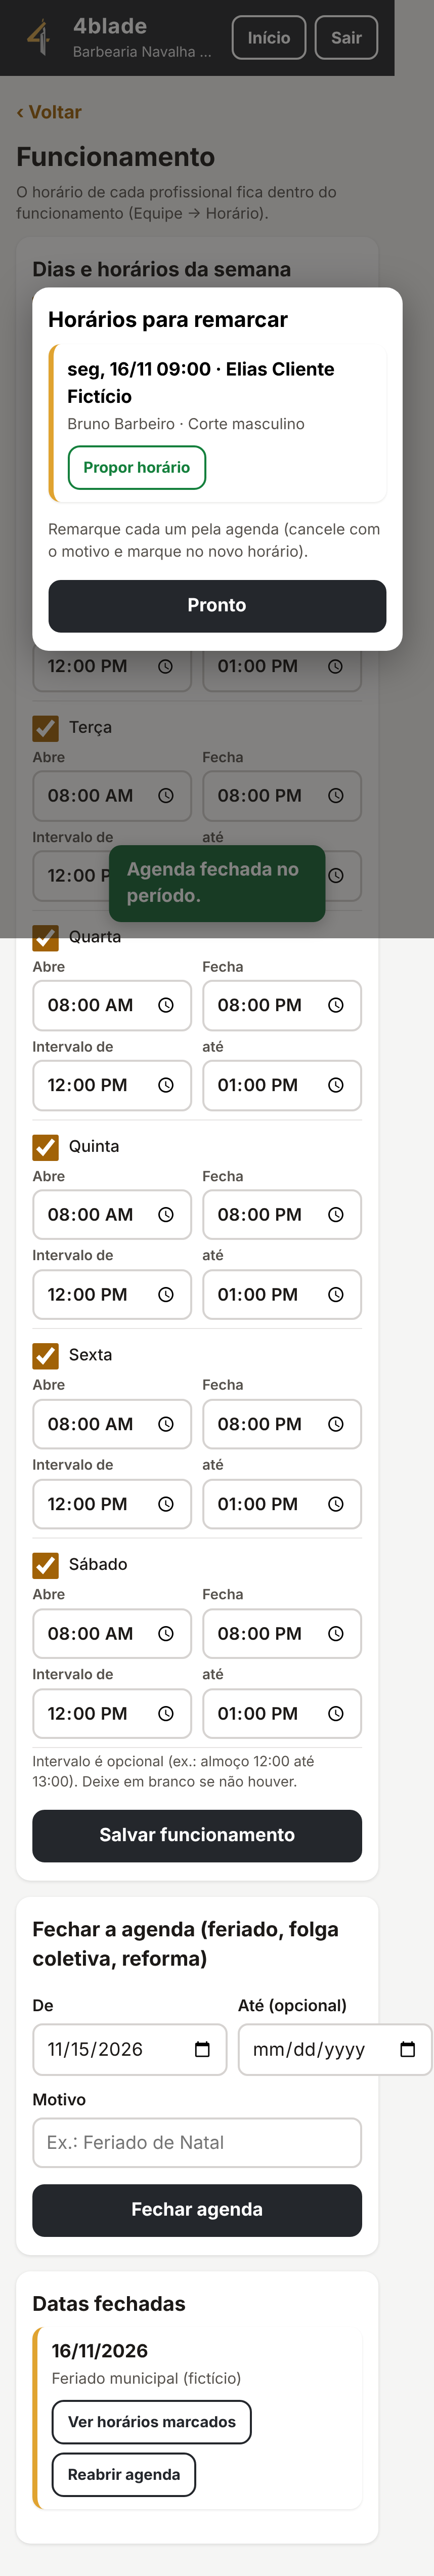 4blade
Barbearia Navalha ...
Início
Sair
‹ Voltar
Funcionamento
O horário de cada profissional fica dentro do
funcionamento (Equipe → Horário).
Dias e horários da semana
Horários para remarcar
seg, 16/11 09:00 · Elias Cliente
Fictício
Bruno Barbeiro · Corte masculino
Propor horário
Remarque cada um pela agenda (cancele com
o motivo e marque no novo horário).
Pronto
12:00 PM
01:00 PM
Terça
Abre
Fecha
08:00 AM
08:00 PM
Intervalo de
até
12:00 P
Agenda fechada no
período.
Quarta
Abre
Fecha
08:00 AM
08:00 PM
Intervalo de
até
12:00 PM
01:00 PM
Quinta
Abre
Fecha
08:00 AM
08:00 PM
Intervalo de
até
12:00 PM
01:00 PM
Sexta
Abre
Fecha
08:00 AM
08:00 PM
Intervalo de
até
12:00 PM
01:00 PM
Sábado
Abre
Fecha
08:00 AM
08:00 PM
Intervalo de
até
12:00 PM
01:00 PM
Intervalo é opcional (ex.: almoço 12:00 até
13:00). Deixe em branco se não houver.
Salvar funcionamento
Fechar a agenda (feriado, folga
coletiva, reforma)
De
Até (opcional)
11/15/2026
mm/dd/yyyy
Motivo
Ex.: Feriado de Natal
Fechar agenda
Datas fechadas
16/11/2026
Feriado municipal (fictício)
Ver horários marcados
Reabrir agenda